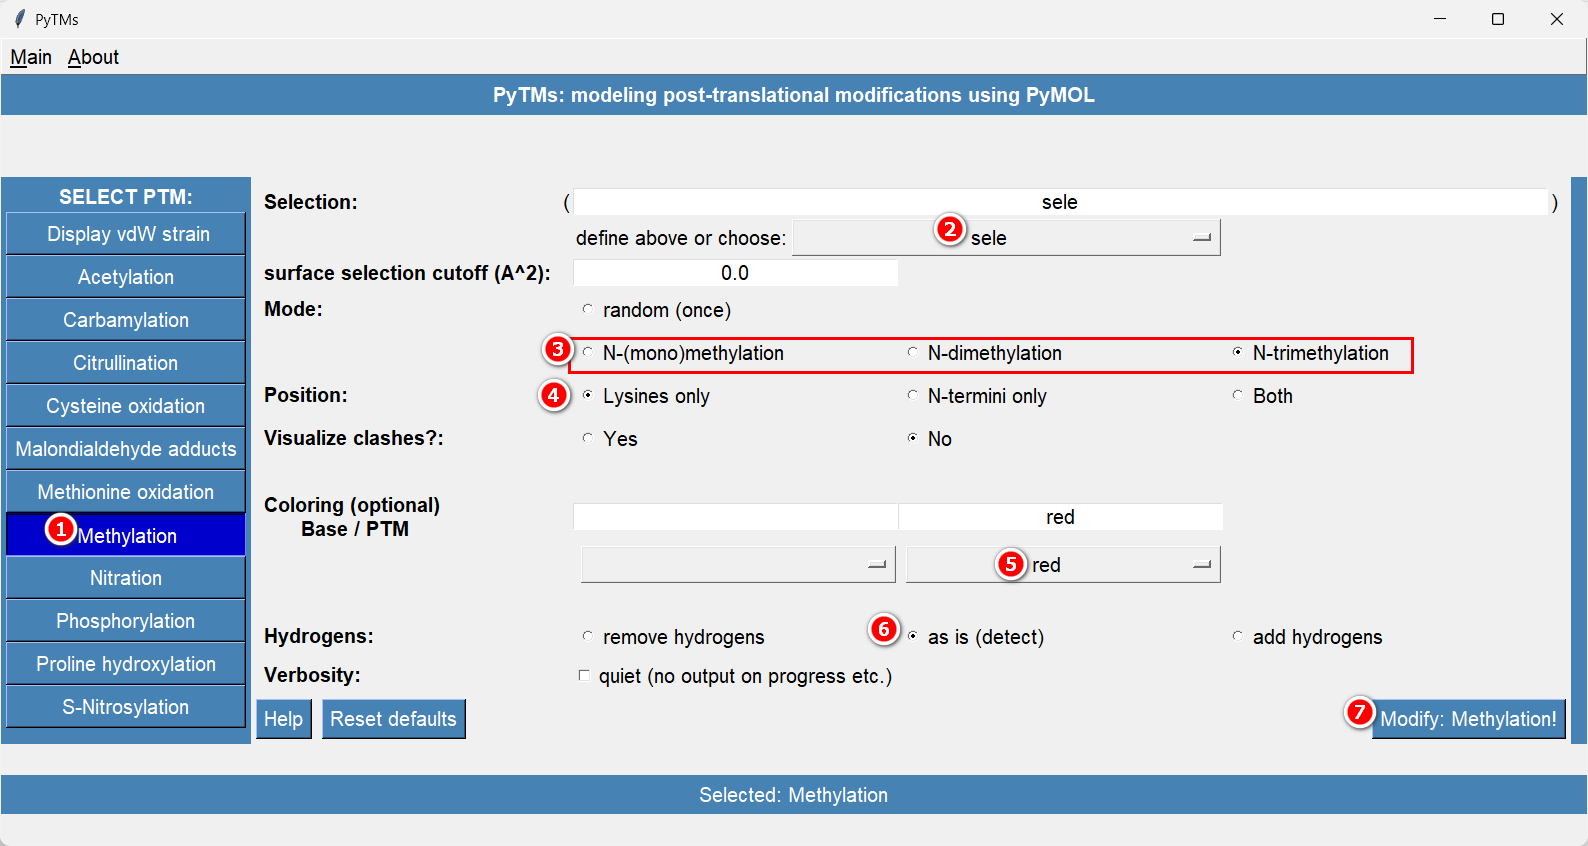 PyTMs
Main About
PyTMs: modeling post-translational modifications using PyMOL
SELECT PTM:
Display vdW strain
Acetylation
Carbamylation
Citrullination
Cysteine oxidation
Malondialdehyde adducts
Methionine oxidation
1 Methylation
Nitration
Phosphorylation
Proline hydroxylation
S-Nitrosylation
Selection: ( sele )
define above or choose: 2 sele
surface selection cutoff (A^2): 0.0
Mode: random (once)
3 N-(mono)methylation N-dimethylation N-trimethylation
Position: 4 Lysines only N-termini only Both
Visualize clashes?: Yes No
Coloring (optional)
Base / PTM red
5 red
Hydrogens: remove hydrogens 6 as is (detect) add hydrogens
Verbosity: quiet (no output on progress etc.)
Help Reset defaults 7 Modify: Methylation!
Selected: Methylation